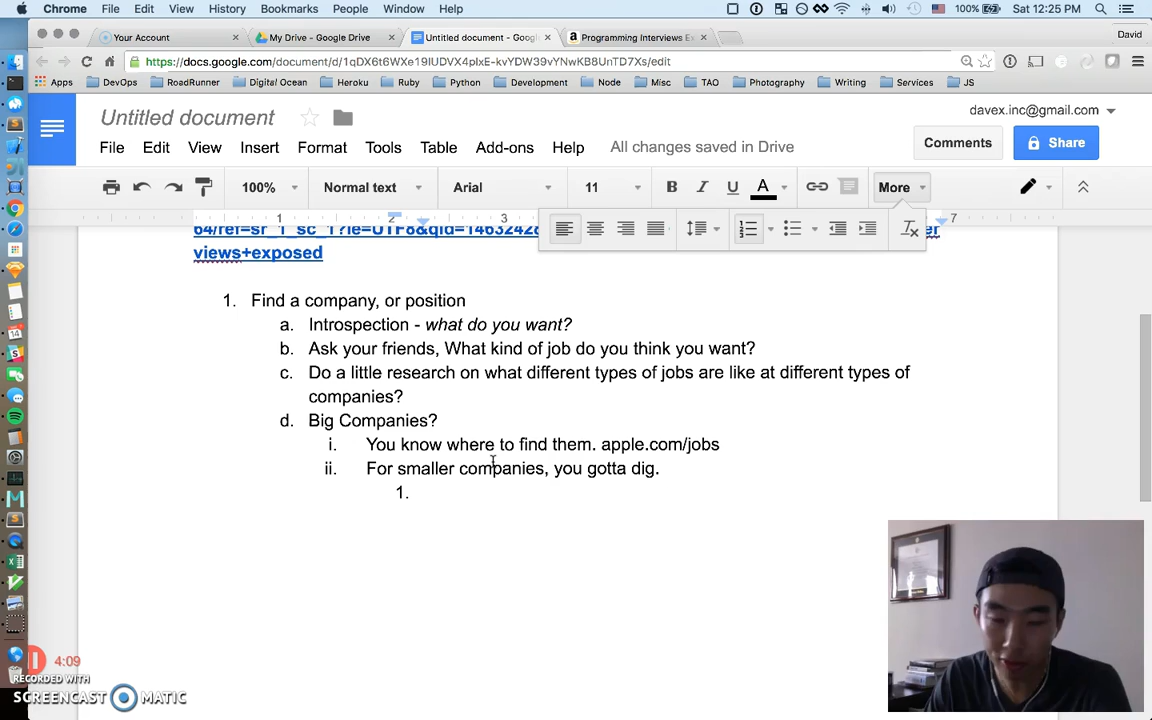 Chrome File Edit View History Bookmarks People Window Help 100% Sat 12:25 PM
Your Account My Drive - Google Drive Untitled document - Goog Programming Interviews Ex David
https://docs.google.com/document/d/1qDX6t6WXe19IUDVX4plxE-kvYDW39vYNwKB8UnTD7Xs/edit
Apps DevOps RoadRunner Digital Ocean Heroku Ruby Python Development Node Misc TAO Photography Writing Services JS
Untitled document
davex.inc@gmail.com
File Edit View Insert Format Tools Table Add-ons Help All changes saved in Drive
Comments Share
100% Normal text Arial 11 B I U A More
1 2 3 7
views+exposed
1. Find a company, or position
a. Introspection - what do you want?
b. Ask your friends, What kind of job do you think you want?
c. Do a little research on what different types of jobs are like at different types of
companies?
d. Big Companies?
i. You know where to find them. apple.com/jobs
ii. For smaller companies, you gotta dig.
1.
4:09
RECORDED WITH
SCREENCAST MATIC